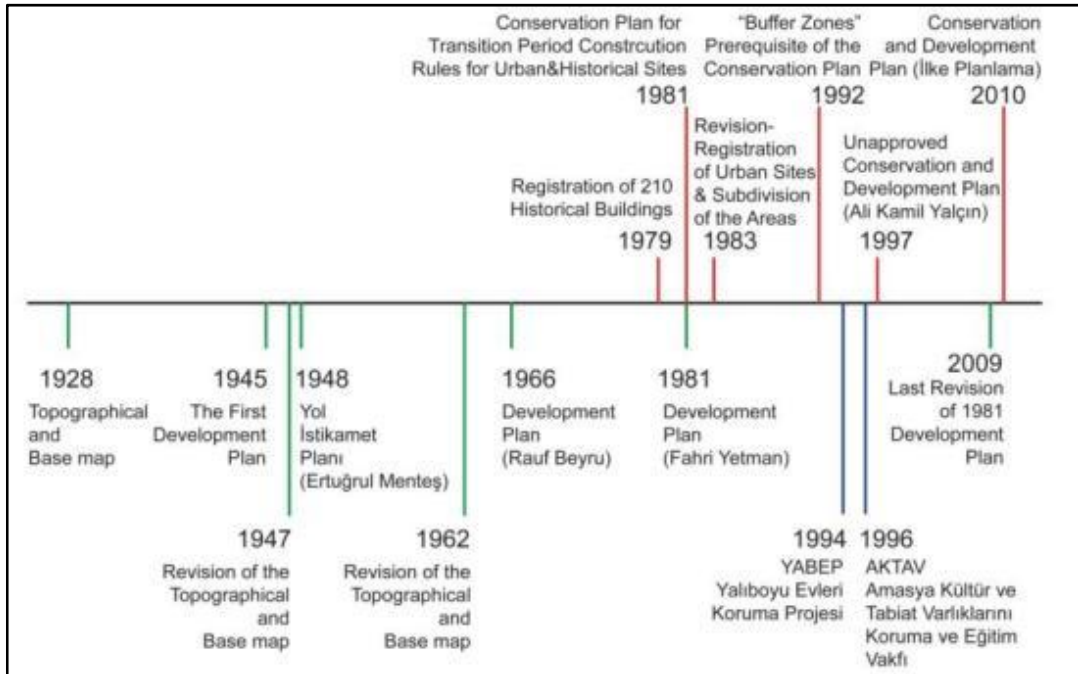 Conservation Plan for
Transition Period Constrcution
Rules for Urban&Historical Sites
1981
"Buffer Zones"
Prerequisite of the
Conservation Plan
1992
Conservation
and Development
Plan (İlke Planlama)
2010
Registration of 210
Historical Buildings
1979
Revision-
Registration
of Urban Sites
& Subdivision
of the Areas
1983
Unapproved
Conservation and
Development Plan
(Ali Kamil Yalçın)
1997
1928
Topographical
and
Base map
1945
The First
Development
Plan
1948
Yol
İstikamet
Planı
(Ertuğrul Menteş)
1966
Development
Plan
(Rauf Beyru)
1981
Development
Plan
(Fahri Yetman)
2009
Last Revision
of 1981
Development
Plan
1947
Revision of the
Topographical
and
Base map
1962
Revision of the
Topographical
and
Base map
1994
YABEP
Yalıboyu Evleri
Koruma Projesi
1996
AKTAV
Amasya Kültür ve
Tabiat Varlıklarını
Koruma ve Eğitim
Vakfı